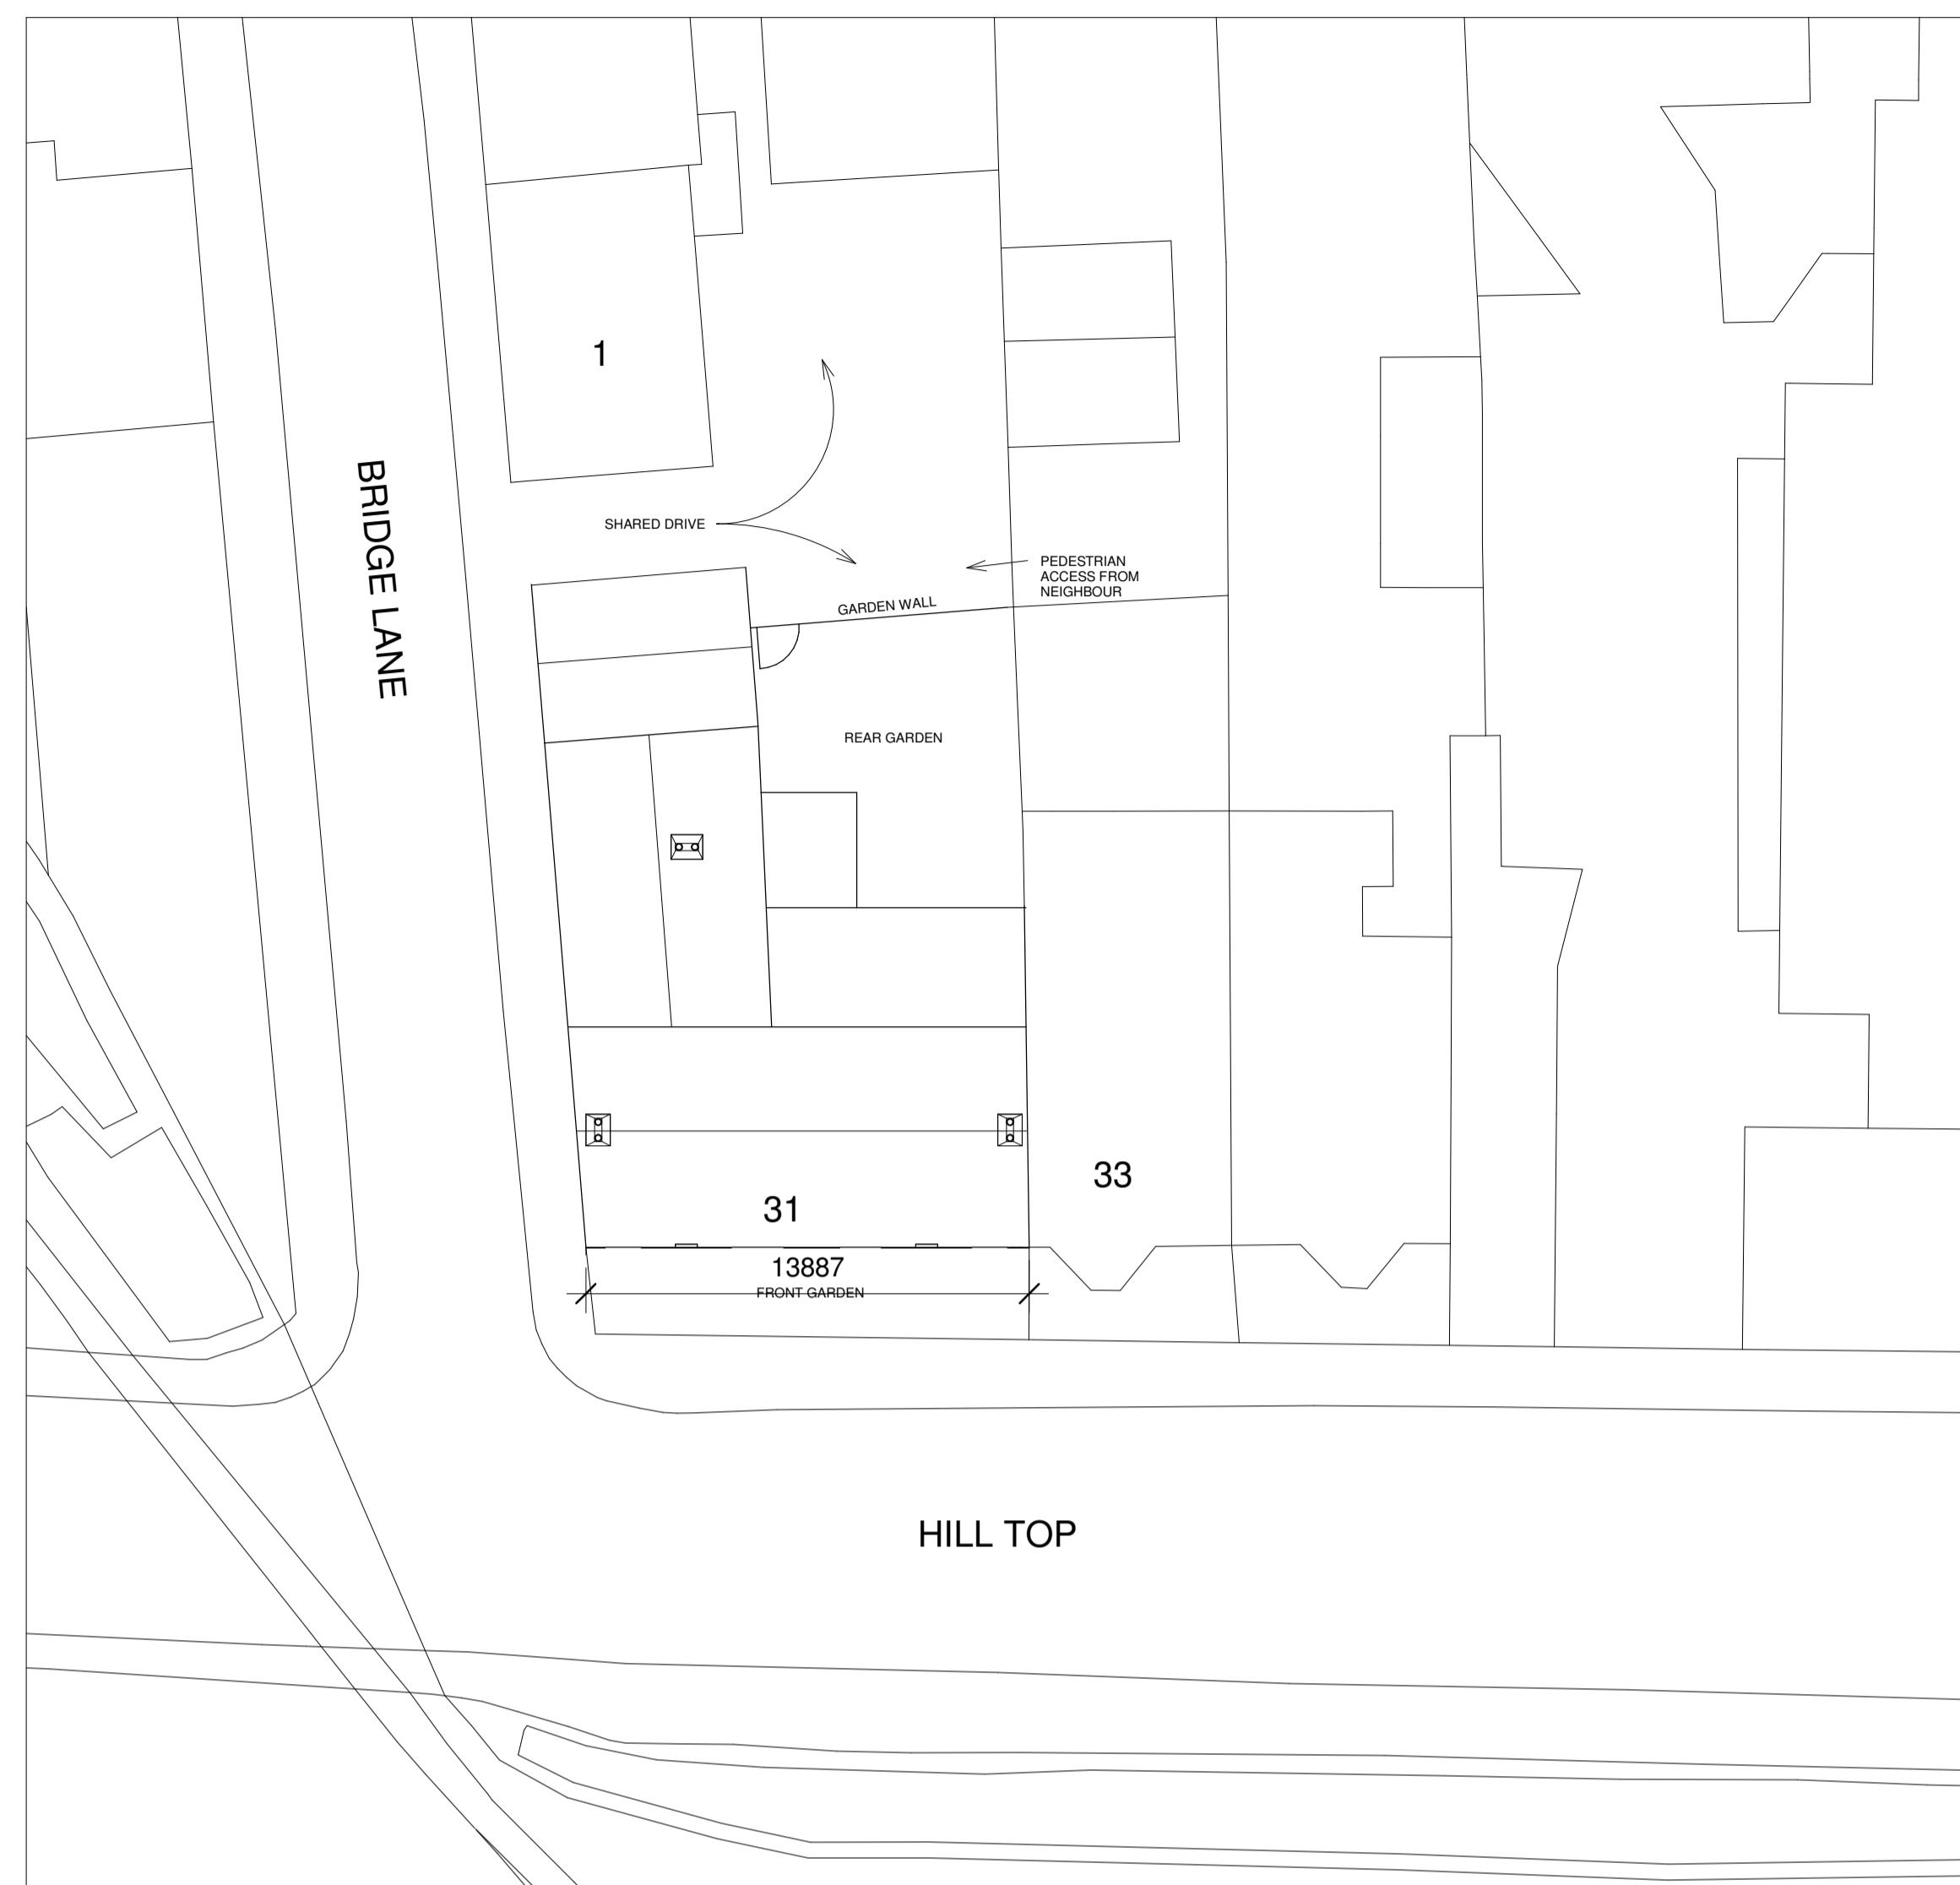 1
BRIDGE LANE
SHARED DRIVE
PEDESTRIAN
ACCESS FROM
NEIGHBOUR
GARDEN WALL
REAR GARDEN
33
31
13887
FRONT GARDEN
HILL TOP